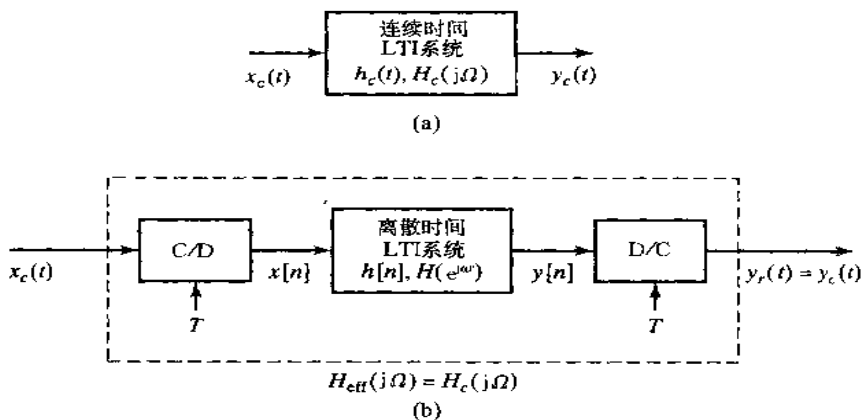 连续时间
LTI系统
h_c(t), H_c(jΩ)
x_c(t)
y_c(t)
(a)
C/D
离散时间
LTI系统
h[n], H(e^{jω})
D/C
x_c(t)
x[n]
y[n]
y_r(t) = y_c(t)
T
T
H_eff(jΩ) = H_c(jΩ)
(b)